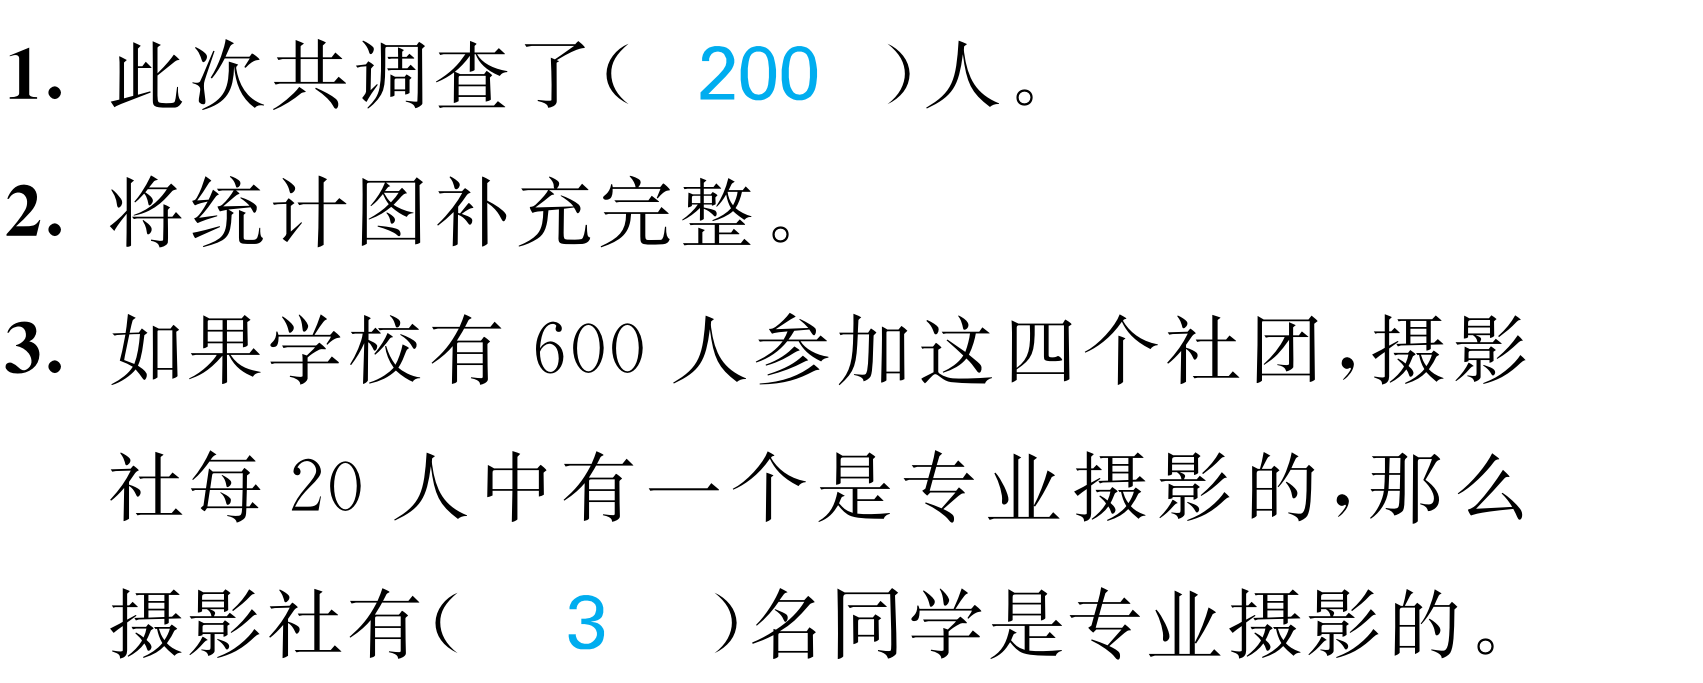 1. 此次共调查了( 200 )人。
2. 将统计图补充完整。
3. 如果学校有 600 人参加这四个社团,摄影
社每 20 人中有一个是专业摄影的,那么
摄影社有( 3 )名同学是专业摄影的。